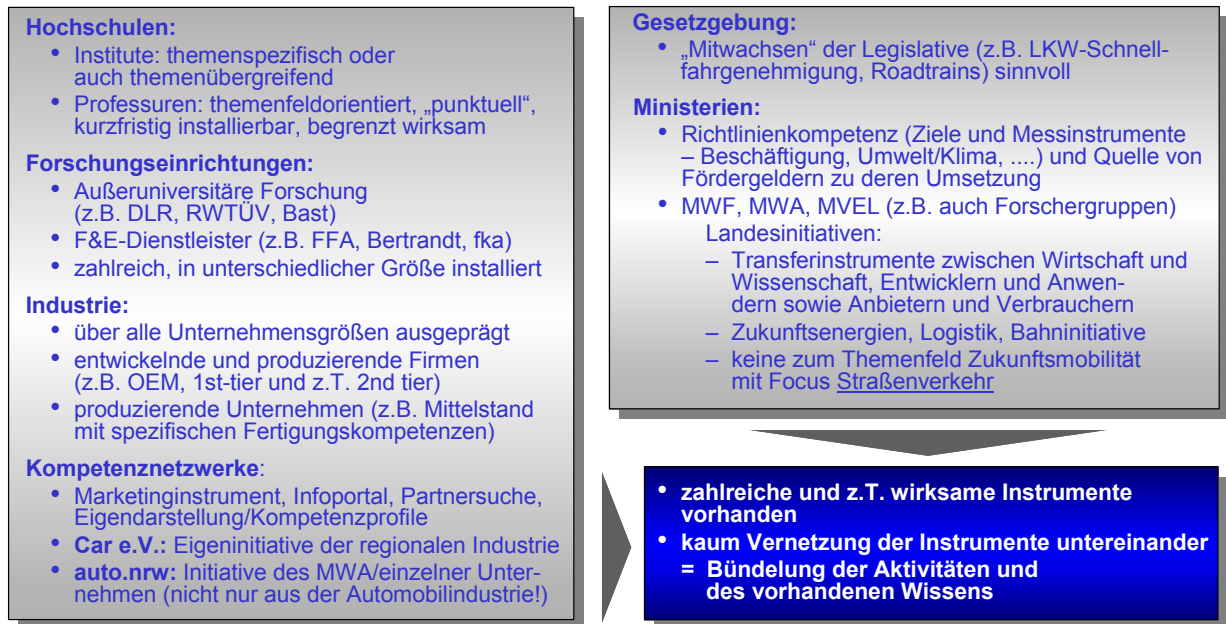 Hochschulen:
• Institute: themenspezifisch oder
auch themenübergreifend
• Professuren: themenfeldorientiert, „punktuell“,
kurzfristig installierbar, begrenzt wirksam
Forschungseinrichtungen:
• Außeruniversitäre Forschung
(z.B. DLR, RWTÜV, Bast)
• F&E-Dienstleister (z.B. FFA, Bertrandt, fka)
• zahlreich, in unterschiedlicher Größe installiert
Industrie:
• über alle Unternehmensgrößen ausgeprägt
• entwickelnde und produzierende Firmen
(z.B. OEM, 1st-tier und z.T. 2nd tier)
• produzierende Unternehmen (z.B. Mittelstand
mit spezifischen Fertigungskompetenzen)
Kompetenznetzwerke:
• Marketinginstrument, Infoportal, Partnersuche,
Eigendarstellung/Kompetenzprofile
• Car e.V.: Eigeninitiative der regionalen Industrie
• auto.nrw: Initiative des MWA/einzelner Unter-
nehmen (nicht nur aus der Automobilindustrie!)
Gesetzgebung:
• „Mitwachsen“ der Legislative (z.B. LKW-Schnell-
fahrgenehmigung, Roadtrains) sinnvoll
Ministerien:
• Richtlinienkompetenz (Ziele und Messinstrumente
– Beschäftigung, Umwelt/Klima, ....) und Quelle von
Fördergeldern zu deren Umsetzung
• MWF, MWA, MVEL (z.B. auch Forschergruppen)
Landesinitiativen:
– Transferinstrumente zwischen Wirtschaft und
Wissenschaft, Entwicklern und Anwen-
dern sowie Anbietern und Verbrauchern
– Zukunftsenergien, Logistik, Bahninitiative
– keine zum Themenfeld Zukunftsmobilität
mit Focus Straßenverkehr
• zahlreiche und z.T. wirksame Instrumente
vorhanden
• kaum Vernetzung der Instrumente untereinander
= Bündelung der Aktivitäten und
des vorhandenen Wissens